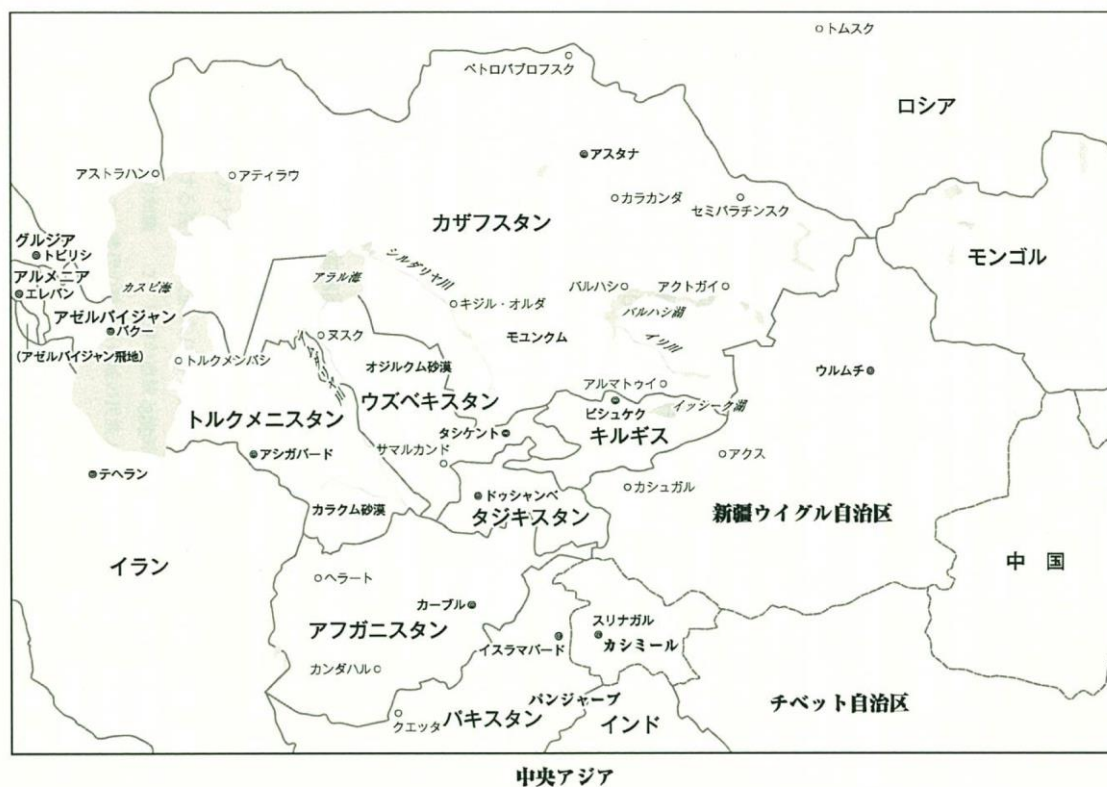 トムスク
ペトロパブロフスク
ロシア
アスタナ
アストラハン
アティラウ
カラカンダ
セミパラチンスク
カザフスタン
グルジア
トビリシ
モンゴル
アルメニア
エレバン
カスピ海
アラル海
シルダリヤ川
バルハシ
アクトガイ
キジル・オルダ
バルハシ湖
アゼルバイジャン
バクー
ヌスク
モユンクム
イリ川
(アゼルバイジャン飛地)
トルクメンバシ
オジルクム砂漠
ウルムチ
アルマトゥイ
ウズベキスタン
ビシュケク
イッシーク湖
トルクメニスタン
タシケント
キルギス
サマルカンド
アシガバード
アクス
テヘラン
カシュガル
ドゥシャンベ
カラクム砂漠
タジキスタン
新疆ウイグル自治区
イラン
中 国
ヘラート
カーブル
スリナガル
アフガニスタン
イスラマバード
カシミール
カンダハル
パンジャーブ
チベット自治区
クエッタ
パキスタン
インド
中央アジア